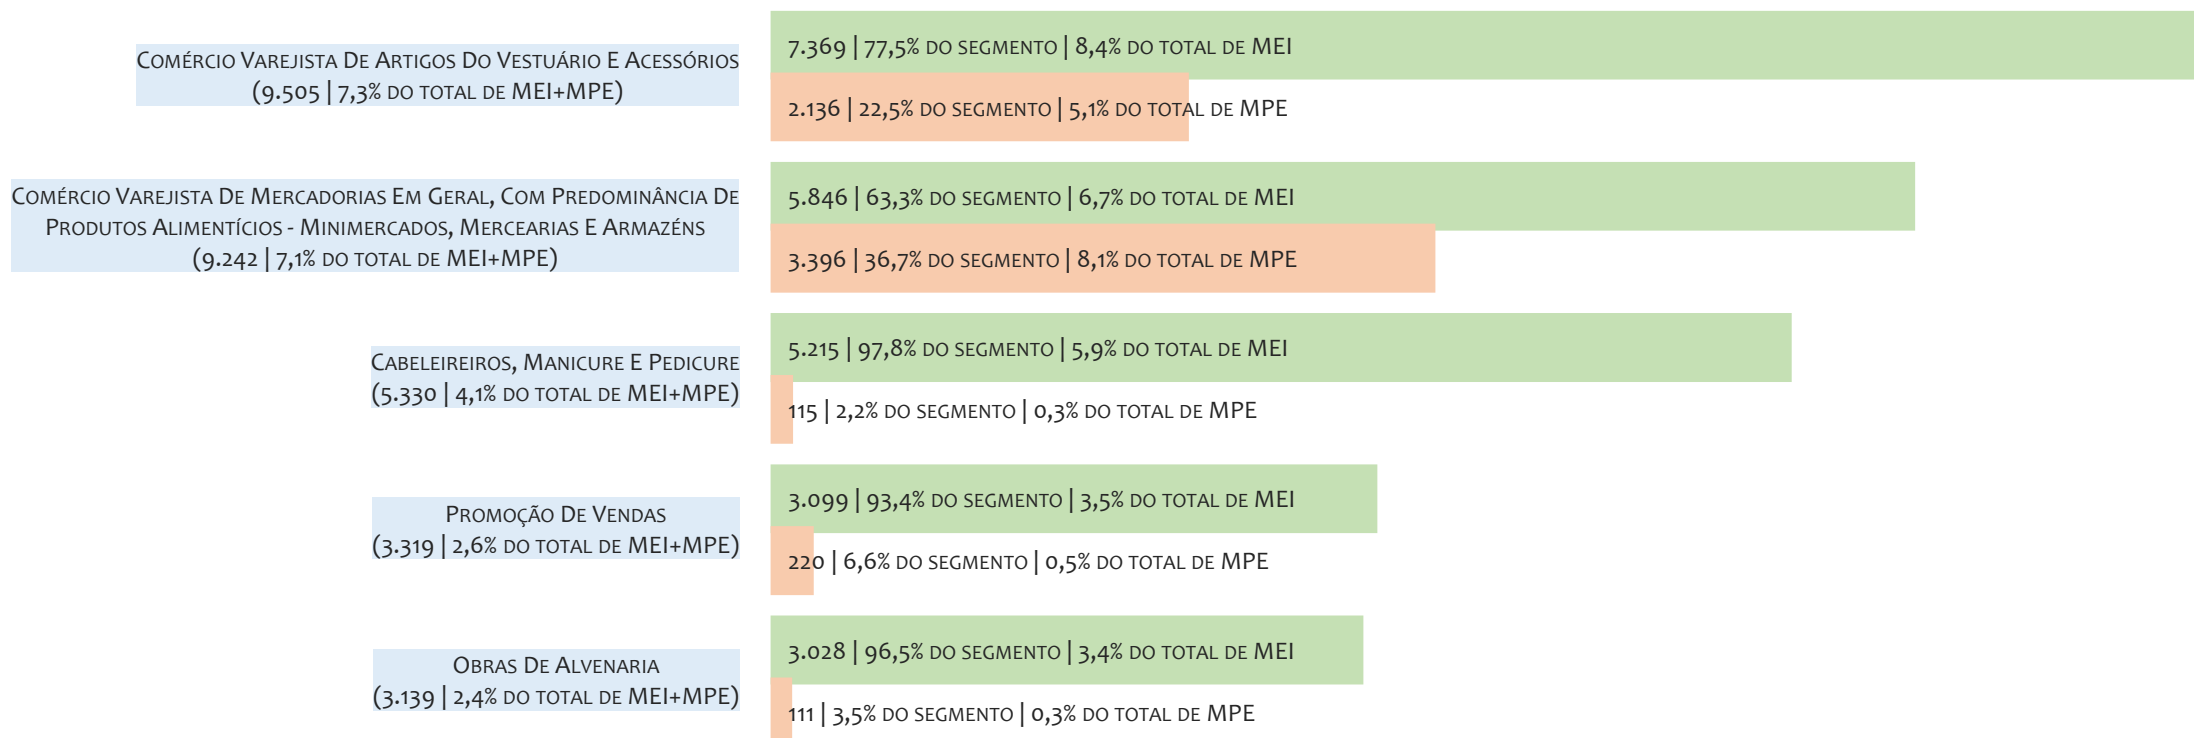 Comércio Varejista De Artigos Do Vestuário E Acessórios
(9.505 | 7,3% do total de MEI+MPE)
7.369 | 77,5% do segmento | 8,4% do total de MEI
2.136 | 22,5% do segmento | 5,1% do total de MPE
Comércio Varejista De Mercadorias Em Geral, Com Predominância De
Produtos Alimentícios - Minimercados, Mercearias E Armazéns
(9.242 | 7,1% do total de MEI+MPE)
5.846 | 63,3% do segmento | 6,7% do total de MEI
3.396 | 36,7% do segmento | 8,1% do total de MPE
Cabeleireiros, Manicure E Pedicure
(5.330 | 4,1% do total de MEI+MPE)
5.215 | 97,8% do segmento | 5,9% do total de MEI
115 | 2,2% do segmento | 0,3% do total de MPE
Promoção De Vendas
(3.319 | 2,6% do total de MEI+MPE)
3.099 | 93,4% do segmento | 3,5% do total de MEI
220 | 6,6% do segmento | 0,5% do total de MPE
Obras De Alvenaria
(3.139 | 2,4% do total de MEI+MPE)
3.028 | 96,5% do segmento | 3,4% do total de MEI
111 | 3,5% do segmento | 0,3% do total de MPE